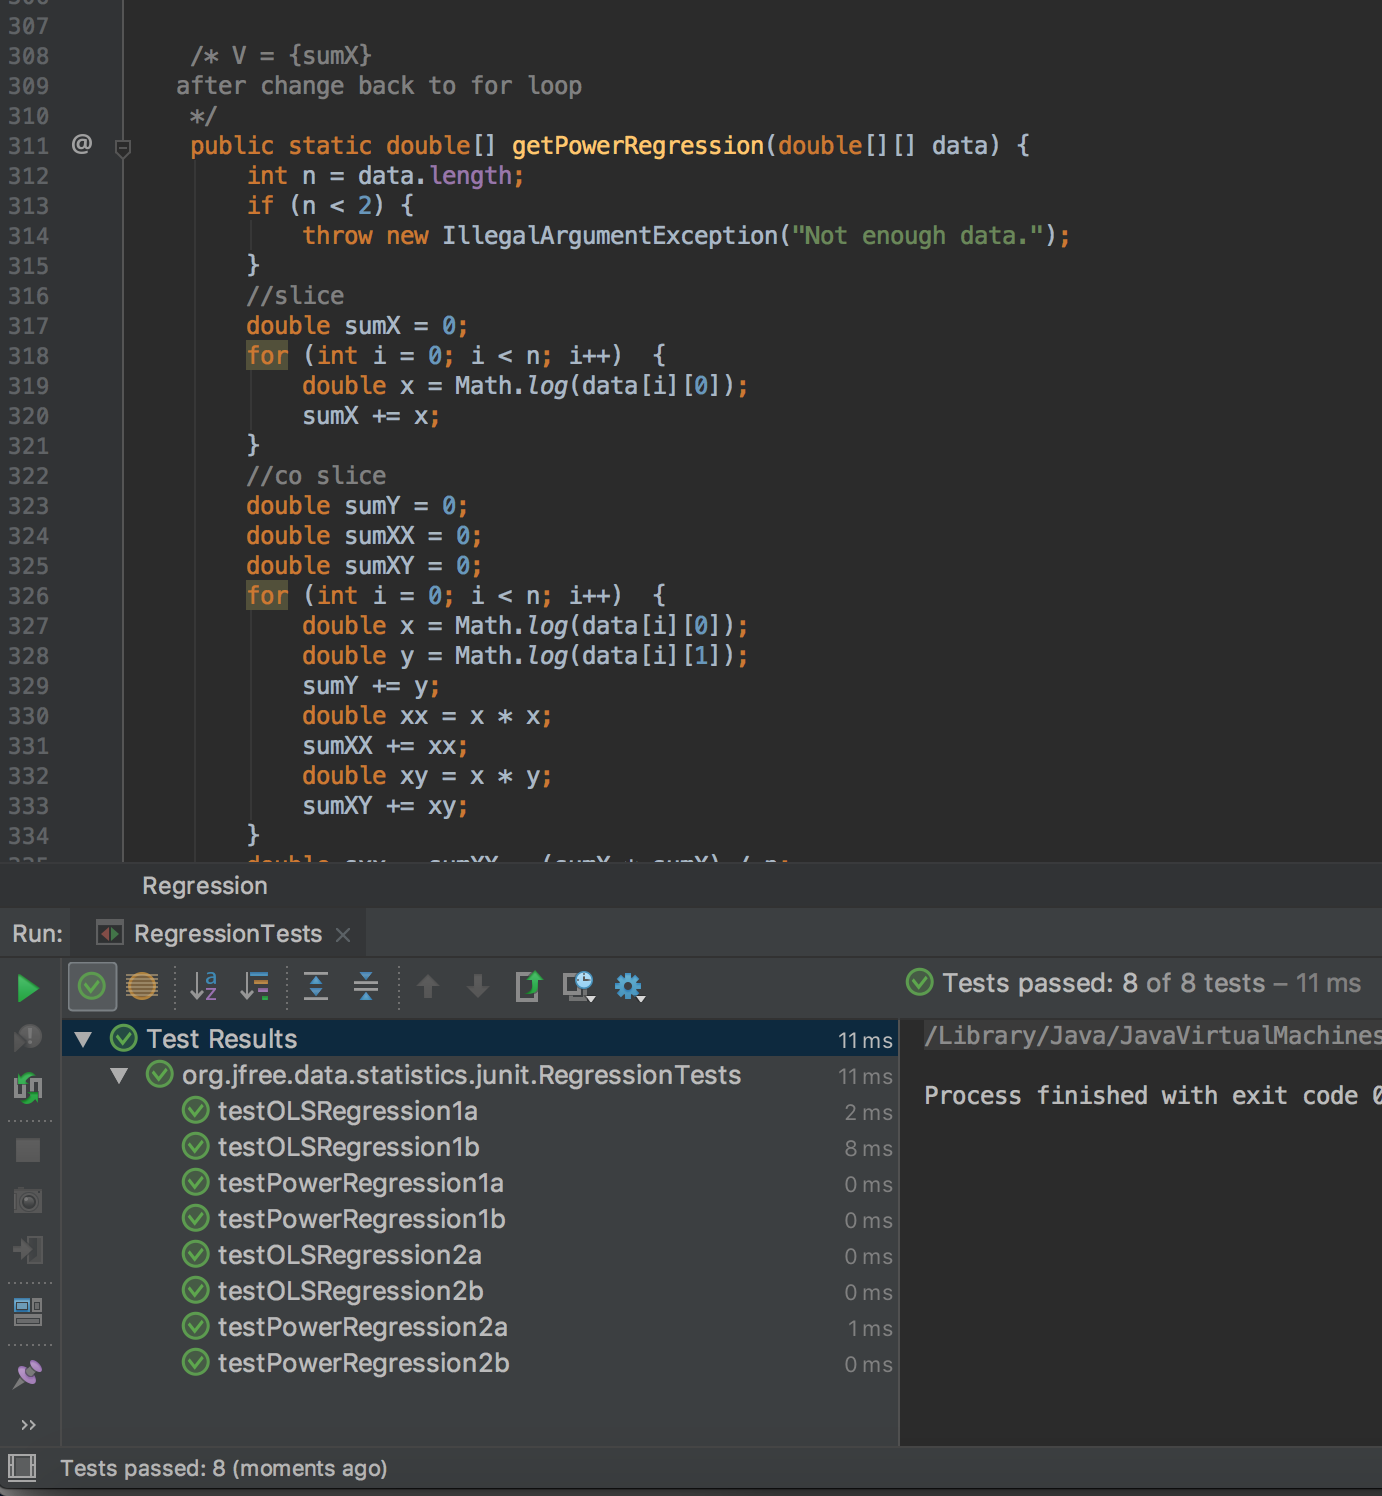 307
308 /* V = {sumX}
309 after change back to for loop
310 */
311 @ public static double[] getPowerRegression(double[][] data) {
312 int n = data.length;
313 if (n < 2) {
314 throw new IllegalArgumentException("Not enough data.");
315 }
316 //slice
317 double sumX = 0;
318 for (int i = 0; i < n; i++)  {
319 double x = Math.log(data[i][0]);
320 sumX += x;
321 }
322 //co slice
323 double sumY = 0;
324 double sumXX = 0;
325 double sumXY = 0;
326 for (int i = 0; i < n; i++)  {
327 double x = Math.log(data[i][0]);
328 double y = Math.log(data[i][1]);
329 sumY += y;
330 double xx = x * x;
331 sumXX += xx;
332 double xy = x * y;
333 sumXY += xy;
334 }
Regression
Run: RegressionTests
Tests passed: 8 of 8 tests – 11 ms
Test Results 11 ms
org.jfree.data.statistics.junit.RegressionTests 11 ms
testOLSRegression1a 2 ms
testOLSRegression1b 8 ms
testPowerRegression1a 0 ms
testPowerRegression1b 0 ms
testOLSRegression2a 0 ms
testOLSRegression2b 0 ms
testPowerRegression2a 1 ms
testPowerRegression2b 0 ms
/Library/Java/JavaVirtualMachines
Process finished with exit code 0
Tests passed: 8 (moments ago)